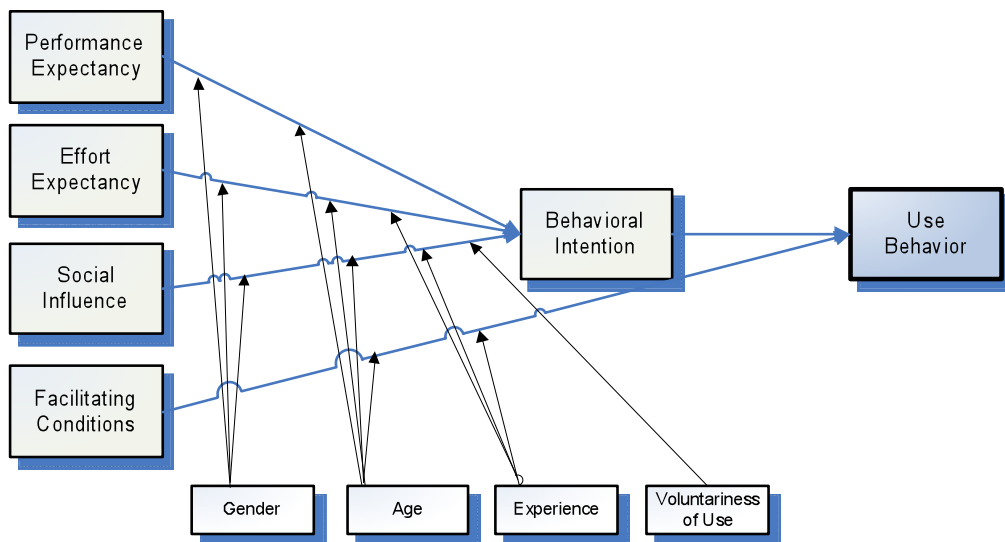 Performance
Expectancy
Effort
Expectancy
Social
Influence
Facilitating
Conditions
Behavioral
Intention
Use
Behavior
Gender
Age
Experience
Voluntariness
of Use